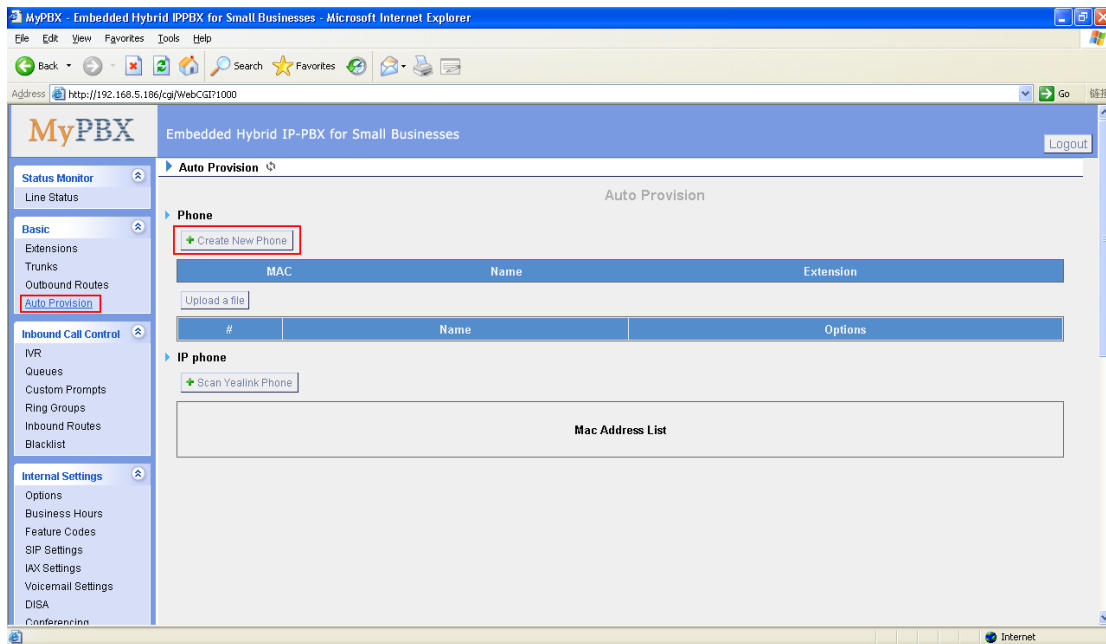 MyPBX - Embedded Hybrid IPPBX for Small Businesses - Microsoft Internet Explorer
File Edit View Favorites Tools Help
Back Search Favorites
Address http://192.168.5.186/cgi/WebCGI?1000 Go 链接
MyPBX Embedded Hybrid IP-PBX for Small Businesses
Logout
Status Monitor
Line Status
Basic
Extensions
Trunks
Outbound Routes
Auto Provision
Inbound Call Control
IVR
Queues
Custom Prompts
Ring Groups
Inbound Routes
Blacklist
Internal Settings
Options
Business Hours
Feature Codes
SIP Settings
IAX Settings
Voicemail Settings
DISA
Conferencing
Auto Provision
Auto Provision
Phone
Create New Phone
MAC Name Extension
Upload a file
# Name Options
IP phone
Scan Yealink Phone
Mac Address List
Internet